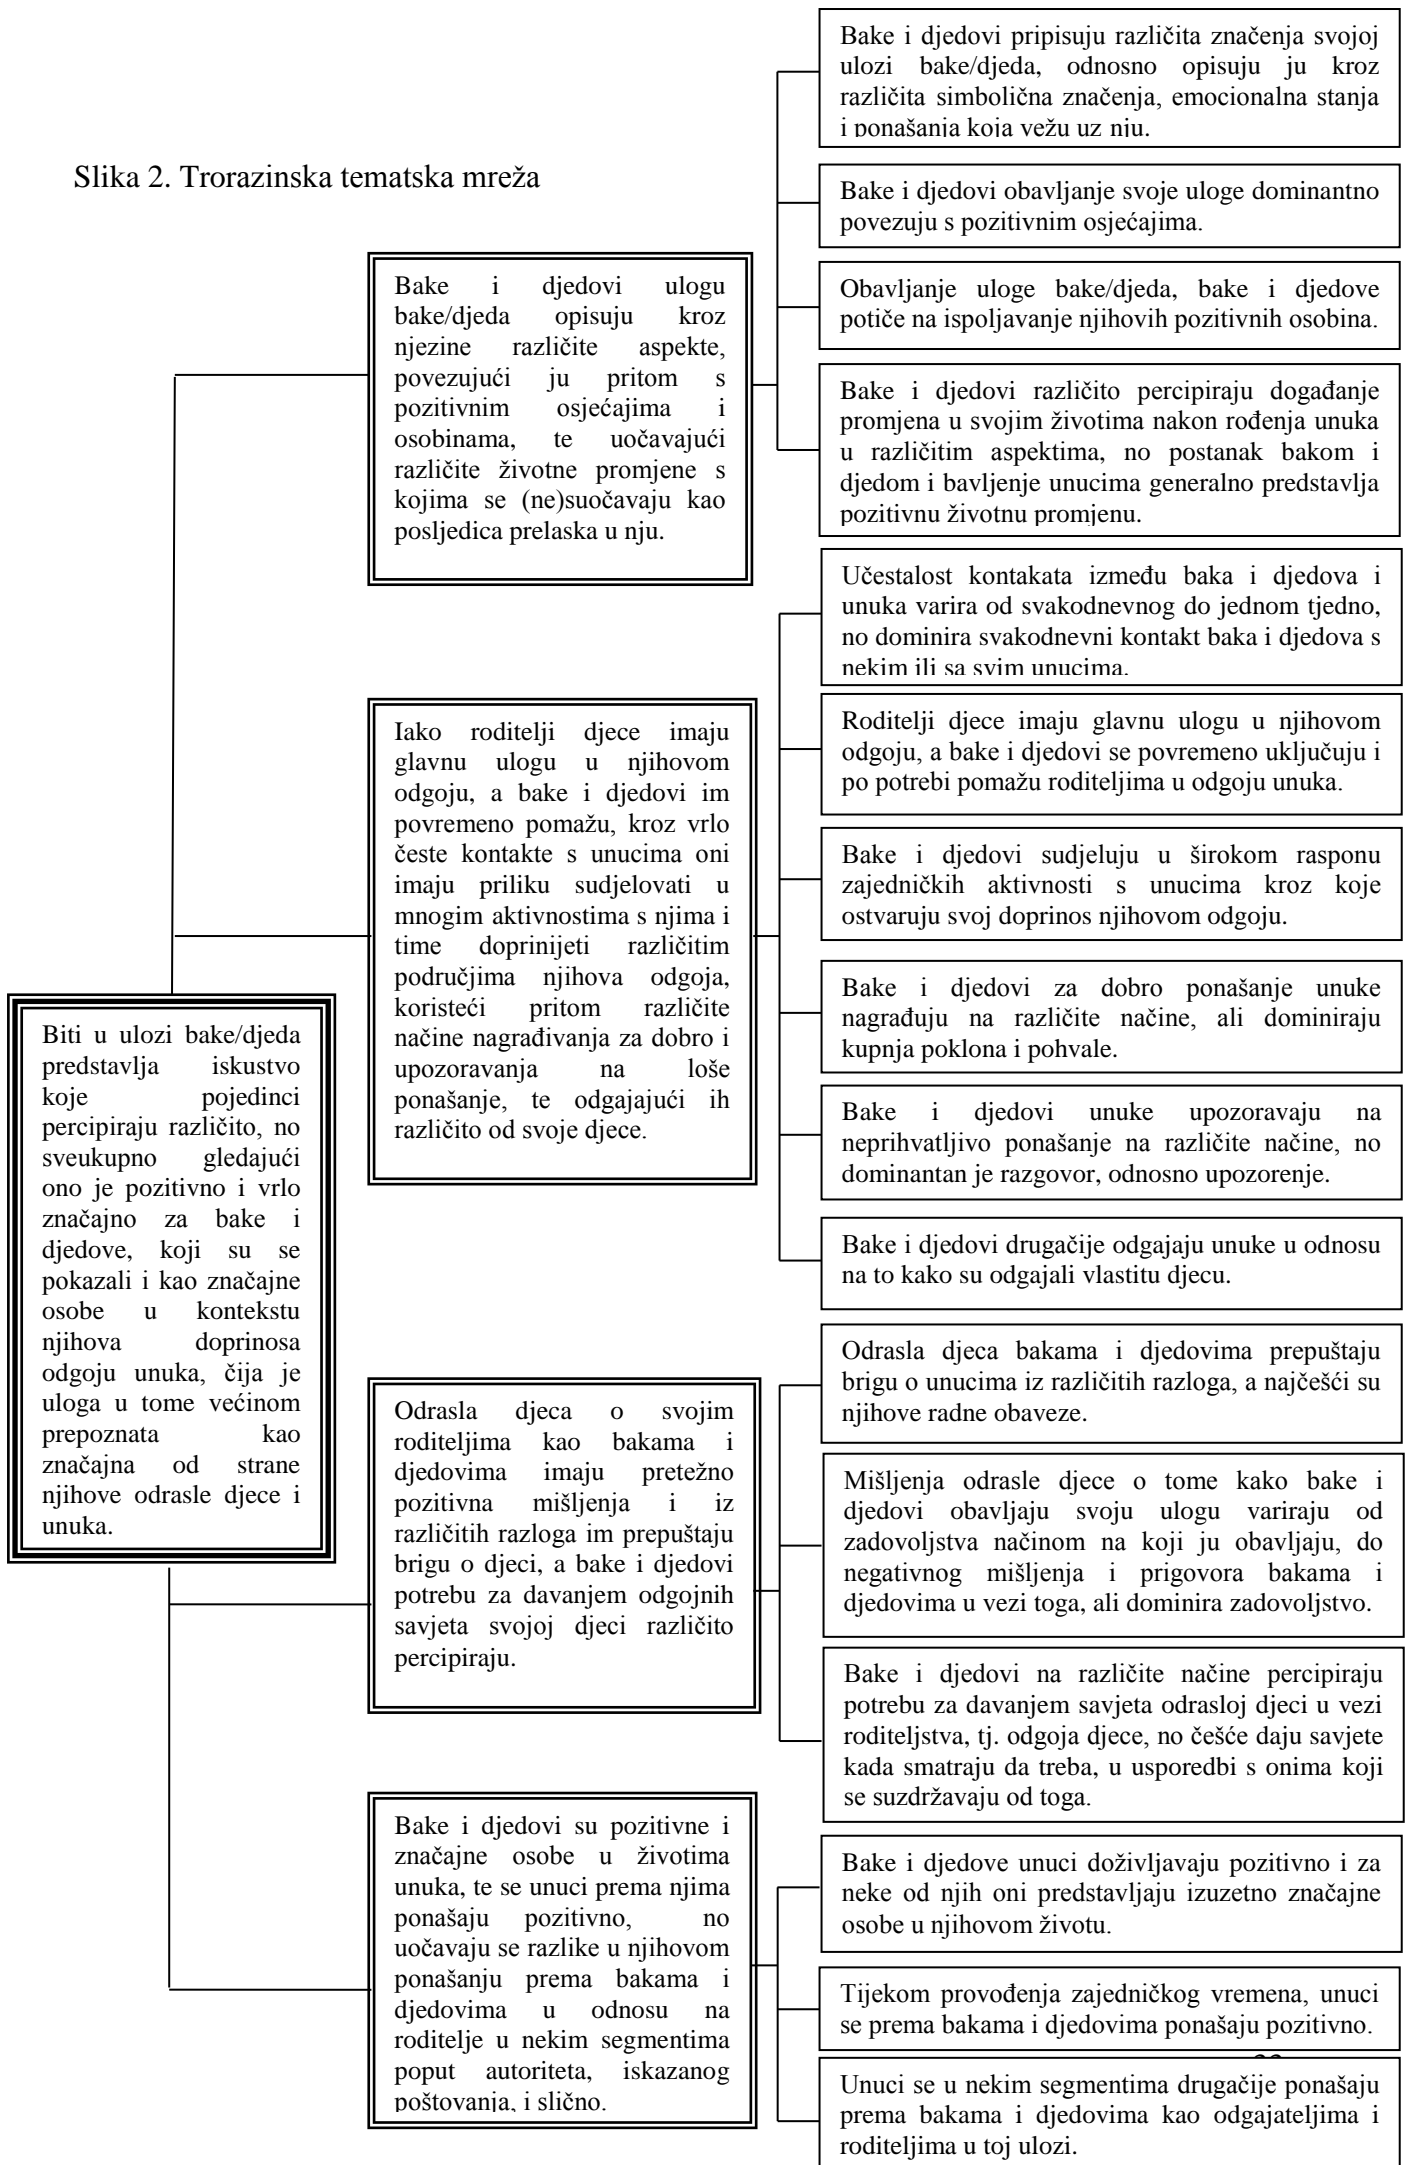 Slika 2. Trorazinska tematska mreža
Biti u ulozi bake/djeda
predstavlja iskustvo
koje pojedinci
percipiraju različito, no
sveukupno gledajući
ono je pozitivno i vrlo
značajno za bake i
djedove, koji su se
pokazali i kao značajne
osobe u kontekstu
njihova doprinosa
odgoju unuka, čija je
uloga u tome većinom
prepoznata kao
značajna od strane
njihove odrasle djece i
unuka.
Bake i djedovi ulogu
bake/djeda opisuju kroz
njezine različite aspekte,
povezujući ju pritom s
pozitivnim osjećajima i
osobinama, te uočavajući
različite životne promjene s
kojima se (ne)suočavaju kao
posljedica prelaska u nju.
Bake i djedovi pripisuju različita značenja svojoj
ulozi bake/djeda, odnosno opisuju ju kroz
različita simbolična značenja, emocionalna stanja
i ponašanja koja vežu uz nju.
Bake i djedovi obavljanje svoje uloge dominantno
povezuju s pozitivnim osjećajima.
Obavljanje uloge bake/djeda, bake i djedove
potiče na ispoljavanje njihovih pozitivnih osobina.
Bake i djedovi različito percipiraju događanje
promjena u svojim životima nakon rođenja unuka
u različitim aspektima, no postanak bakom i
djedom i bavljenje unucima generalno predstavlja
pozitivnu životnu promjenu.
Iako roditelji djece imaju
glavnu ulogu u njihovom
odgoju, a bake i djedovi im
povremeno pomažu, kroz vrlo
česte kontakte s unucima oni
imaju priliku sudjelovati u
mnogim aktivnostima s njima i
time doprinijeti različitim
područjima njihova odgoja,
koristeći pritom različite
načine nagrađivanja za dobro i
upozoravanja na loše
ponašanje, te odgajajući ih
različito od svoje djece.
Učestalost kontakata između baka i djedova i
unuka varira od svakodnevnog do jednom tjedno,
no dominira svakodnevni kontakt baka i djedova s
nekim ili sa svim unucima.
Roditelji djece imaju glavnu ulogu u njihovom
odgoju, a bake i djedovi se povremeno uključuju i
po potrebi pomažu roditeljima u odgoju unuka.
Bake i djedovi sudjeluju u širokom rasponu
zajedničkih aktivnosti s unucima kroz koje
ostvaruju svoj doprinos njihovom odgoju.
Bake i djedovi za dobro ponašanje unuke
nagrađuju na različite načine, ali dominiraju
kupnja poklona i pohvale.
Bake i djedovi unuke upozoravaju na
neprihvatljivo ponašanje na različite načine, no
dominantan je razgovor, odnosno upozorenje.
Bake i djedovi drugačije odgajaju unuke u odnosu
na to kako su odgajali vlastitu djecu.
Odrasla djeca o svojim
roditeljima kao bakama i
djedovima imaju pretežno
pozitivna mišljenja i iz
različitih razloga im prepuštaju
brigu o djeci, a bake i djedovi
potrebu za davanjem odgojnih
savjeta svojoj djeci različito
percipiraju.
Odrasla djeca bakama i djedovima prepuštaju
brigu o unucima iz različitih razloga, a najčešći su
njihove radne obaveze.
Mišljenja odrasle djece o tome kako bake i
djedovi obavljaju svoju ulogu variraju od
zadovoljstva načinom na koji ju obavljaju, do
negativnog mišljenja i prigovora bakama i
djedovima u vezi toga, ali dominira zadovoljstvo.
Bake i djedovi na različite načine percipiraju
potrebu za davanjem savjeta odrasloj djeci u vezi
roditeljstva, tj. odgoja djece, no češće daju savjete
kada smatraju da treba, u usporedbi s onima koji
se suzdržavaju od toga.
Bake i djedovi su pozitivne i
značajne osobe u životima
unuka, te se unuci prema njima
ponašaju pozitivno, no
uočavaju se razlike u njihovom
ponašanju prema bakama i
djedovima u odnosu na
roditelje u nekim segmentima
poput autoriteta, iskazanog
poštovanja, i slično.
Bake i djedove unuci doživljavaju pozitivno i za
neke od njih oni predstavljaju izuzetno značajne
osobe u njihovom životu.
Tijekom provođenja zajedničkog vremena, unuci
se prema bakama i djedovima ponašaju pozitivno.
Unuci se u nekim segmentima drugačije ponašaju
prema bakama i djedovima kao odgajateljima i
roditeljima u toj ulozi.